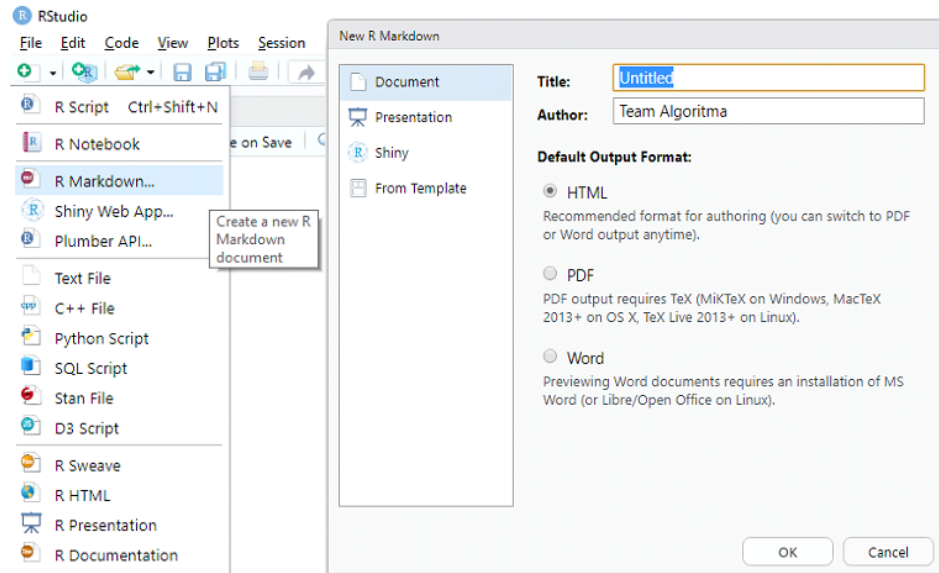 RStudio
File Edit Code View Plots Session
R Script Ctrl+Shift+N
R Notebook
e on Save
R Markdown...
Shiny Web App...
Plumber API...
Create a new R
Markdown
document
Text File
C++ File
Python Script
SQL Script
Stan File
D3 Script
R Sweave
R HTML
R Presentation
R Documentation
New R Markdown
Document
Presentation
Shiny
From Template
Title: Untitled
Author: Team Algoritma
Default Output Format:
HTML
Recommended format for authoring (you can switch to PDF
or Word output anytime).
PDF
PDF output requires TeX (MiKTeX on Windows, MacTeX
2013+ on OS X, TeX Live 2013+ on Linux).
Word
Previewing Word documents requires an installation of MS
Word (or Libre/Open Office on Linux).
OK Cancel